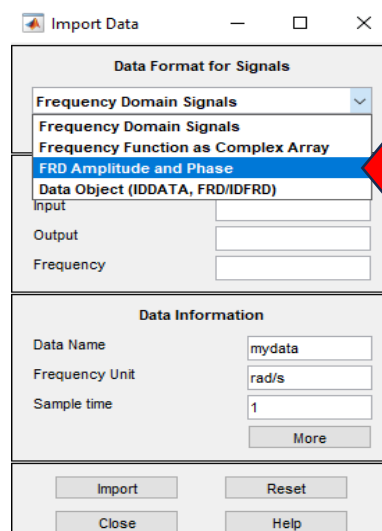 Import Data
Data Format for Signals
Frequency Domain Signals
Frequency Domain Signals
Frequency Function as Complex Array
FRD Amplitude and Phase
Data Object (IDDATA, FRD/IDFRD)
Input
Output
Frequency
Data Information
Data Name mydata
Frequency Unit rad/s
Sample time 1
More
Import Reset
Close Help